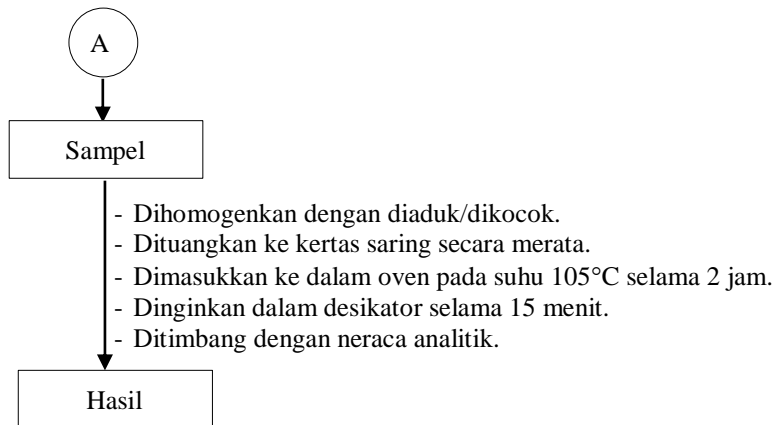 A
Sampel
- Dihomogenkan dengan diaduk/dikocok.
- Dituangkan ke kertas saring secara merata.
- Dimasukkan ke dalam oven pada suhu 105°C selama 2 jam.
- Dinginkan dalam desikator selama 15 menit.
- Ditimbang dengan neraca analitik.
Hasil